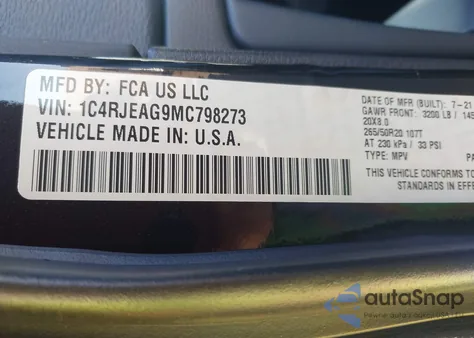 MFD BY: FCA US LLC
VIN: 1C4RJEAG9MC798273
VEHICLE MADE IN: U.S.A.
DATE OF MFR (BUILT): 7-21
GAWR FRONT: 3200 LB / 145
20X8.0
265/50R20 107T
AT 230 kPa / 33 PSI
TYPE: MPV PA
THIS VEHICLE CONFORMS TO
STANDARDS IN EFFE
autaSnap